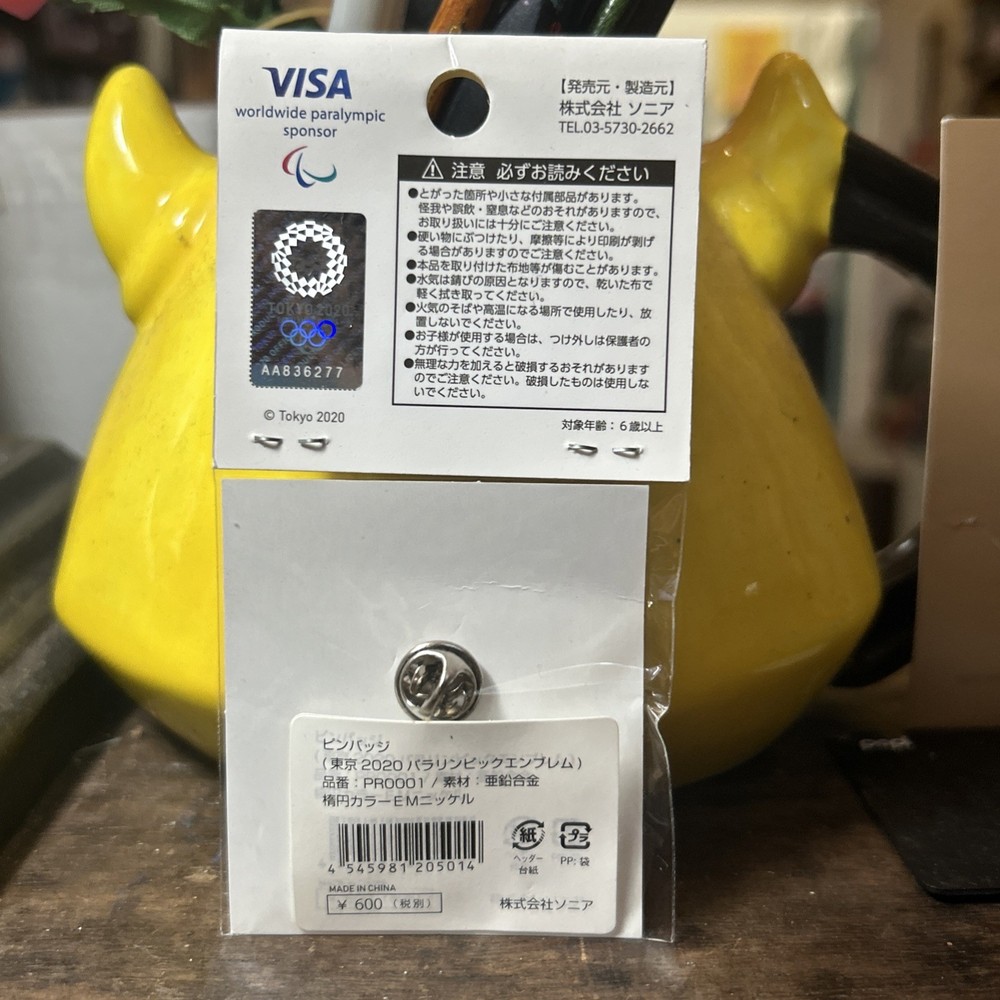 VISA
worldwide paralympic
sponsor
【発売元・製造元】
株式会社 ソニア
TEL.03-5730-2662
注意 必ずお読みください
●とがった箇所や小さな付属部品があります。
怪我や誤飲・窒息などのおそれがありますので、
お取り扱いには十分にご注意ください。
●硬い物にぶつけたり、摩擦等により印刷が剥げ
る場合がありますのでご注意ください。
●本品を取り付けた布地等が傷むことがあります。
●水気は錆びの原因となりますので、乾いた布で
軽く拭き取ってください。
●火気のそばや高温になる場所で使用したり、放
置しないでください。
●お子様が使用する場合は、つけ外しは保護者の
方が行ってください。
●無理な力を加えると破損するおそれがあります
のでご注意ください。破損したものは使用しな
いでください。
対象年齢：6歳以上
TOKYO 2020
AA836277
© Tokyo 2020
ピンバッジ
(東京2020パラリンピックエンブレム)
品番：PR0001 / 素材：亜鉛合金
楕円カラーEMニッケル
4 545981 205014
紙
ヘッダー
台紙
プラ
PP: 袋
MADE IN CHINA
￥ 600 （税別）
株式会社ソニア